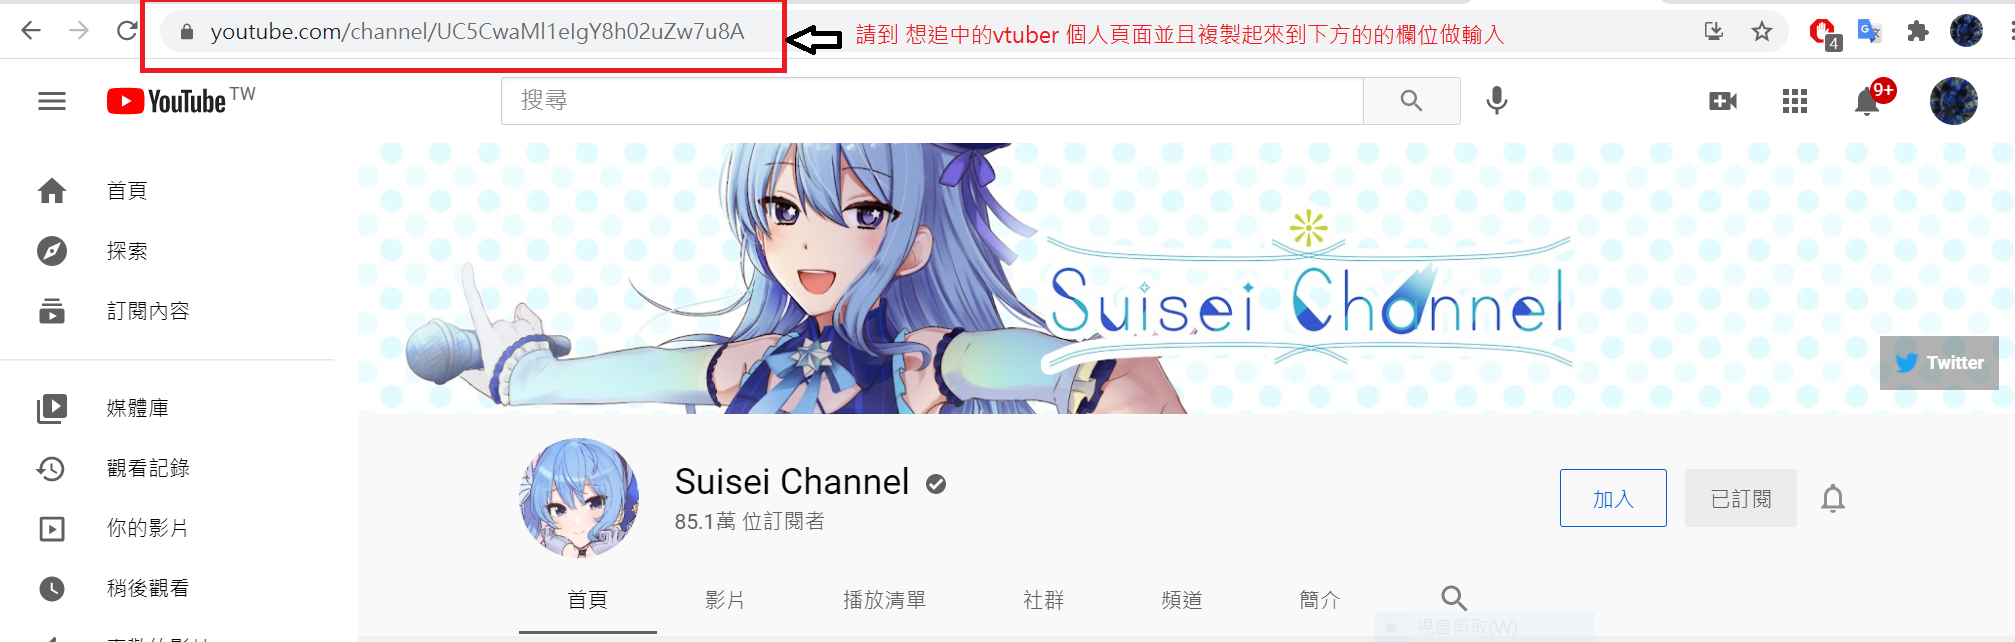 youtube.com/channel/UC5CwaMl1eIgY8h02uZw7u8A
請到 想追中的vtuber 個人頁面並且複製起來到下方的的欄位做輸入
4
YouTube TW
搜尋
9+
首頁
探索
訂閱內容
Suisei Channel
Twitter
媒體庫
觀看記錄
你的影片
稍後觀看
Suisei Channel
85.1萬 位訂閱者
加入
已訂閱
首頁
影片
播放清單
社群
頻道
簡介
視窗剪取(W)